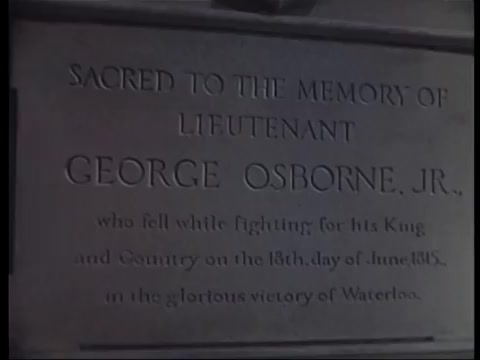 SACRED TO THE MEMORY OF
LIEUTENANT
GEORGE OSBORNE, JR.,
who fell while fighting for his King
and Country on the 18th, day of June, 1815.,
in the glorious victory of Waterloo.